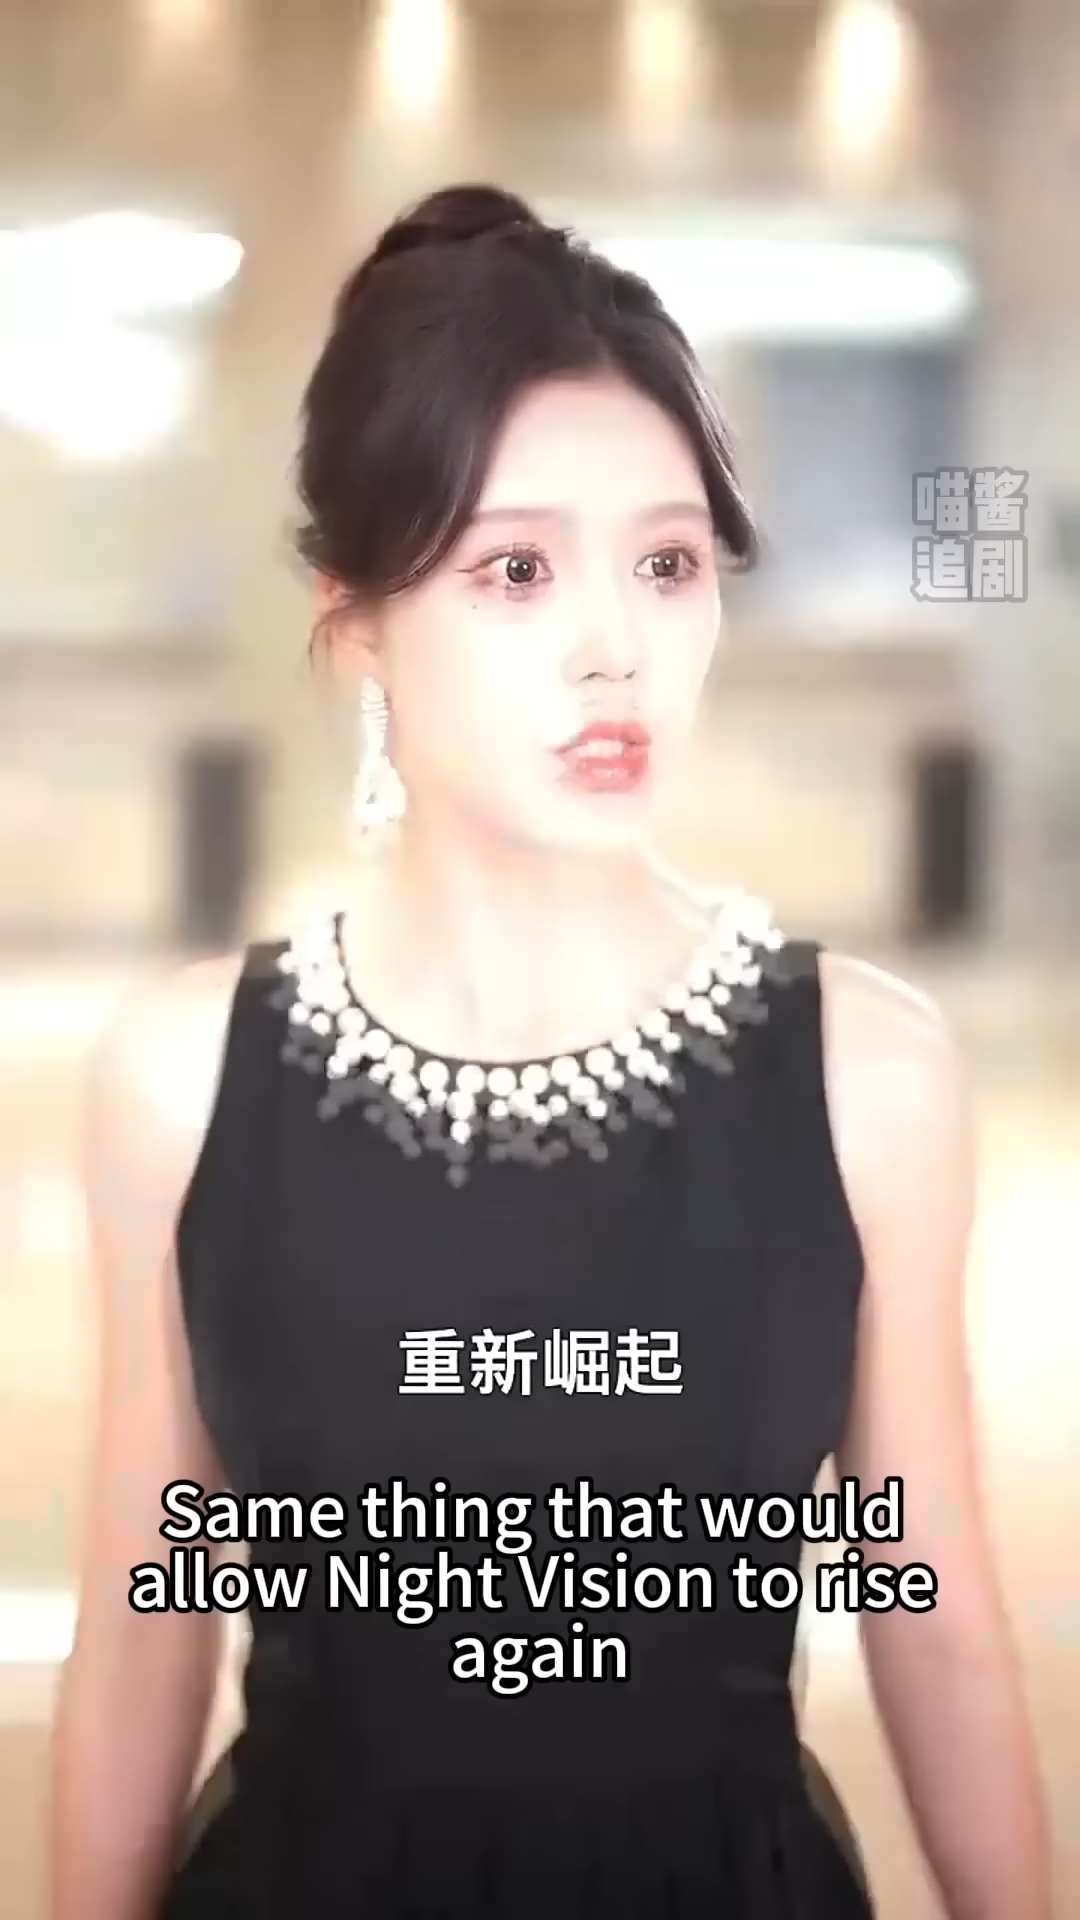 喵酱
追剧
重新崛起
Same thing that would
allow Night Vision to rise
again